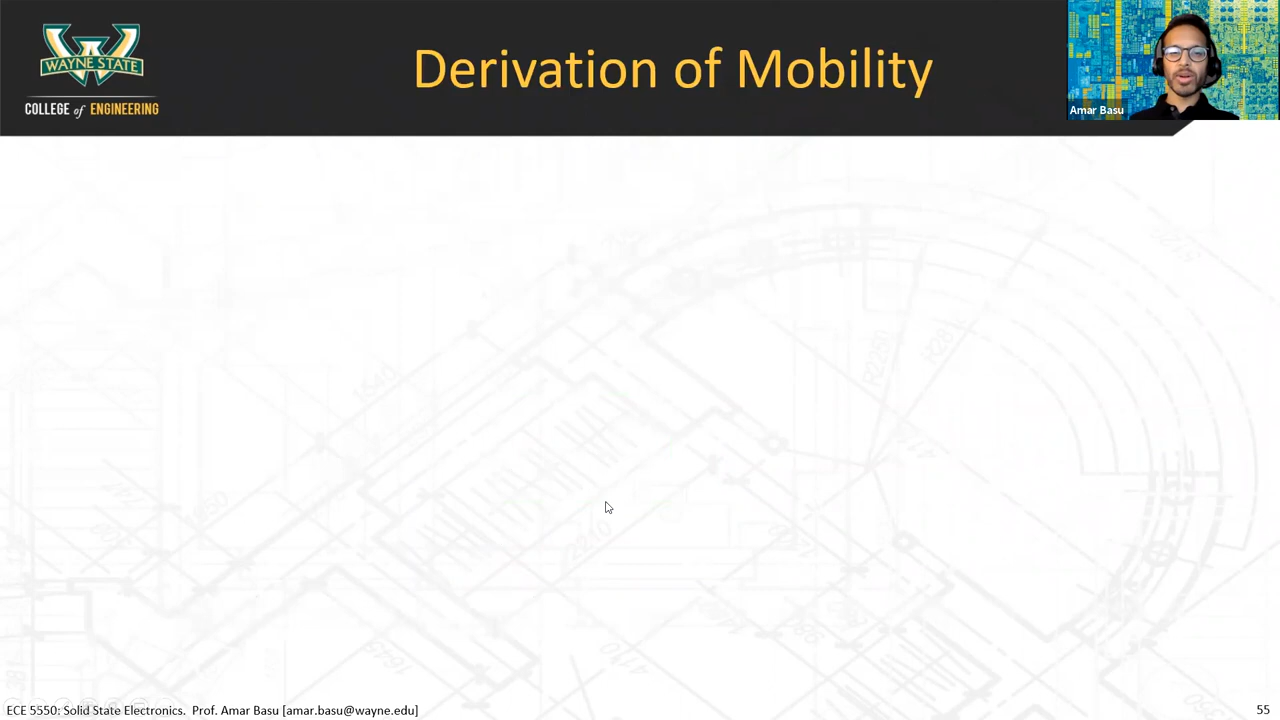 WAYNE STATE
COLLEGE of ENGINEERING
Derivation of Mobility
Amar Basu
R2280
ECE 5550: Solid State Electronics. Prof. Amar Basu [amar.basu@wayne.edu]
55